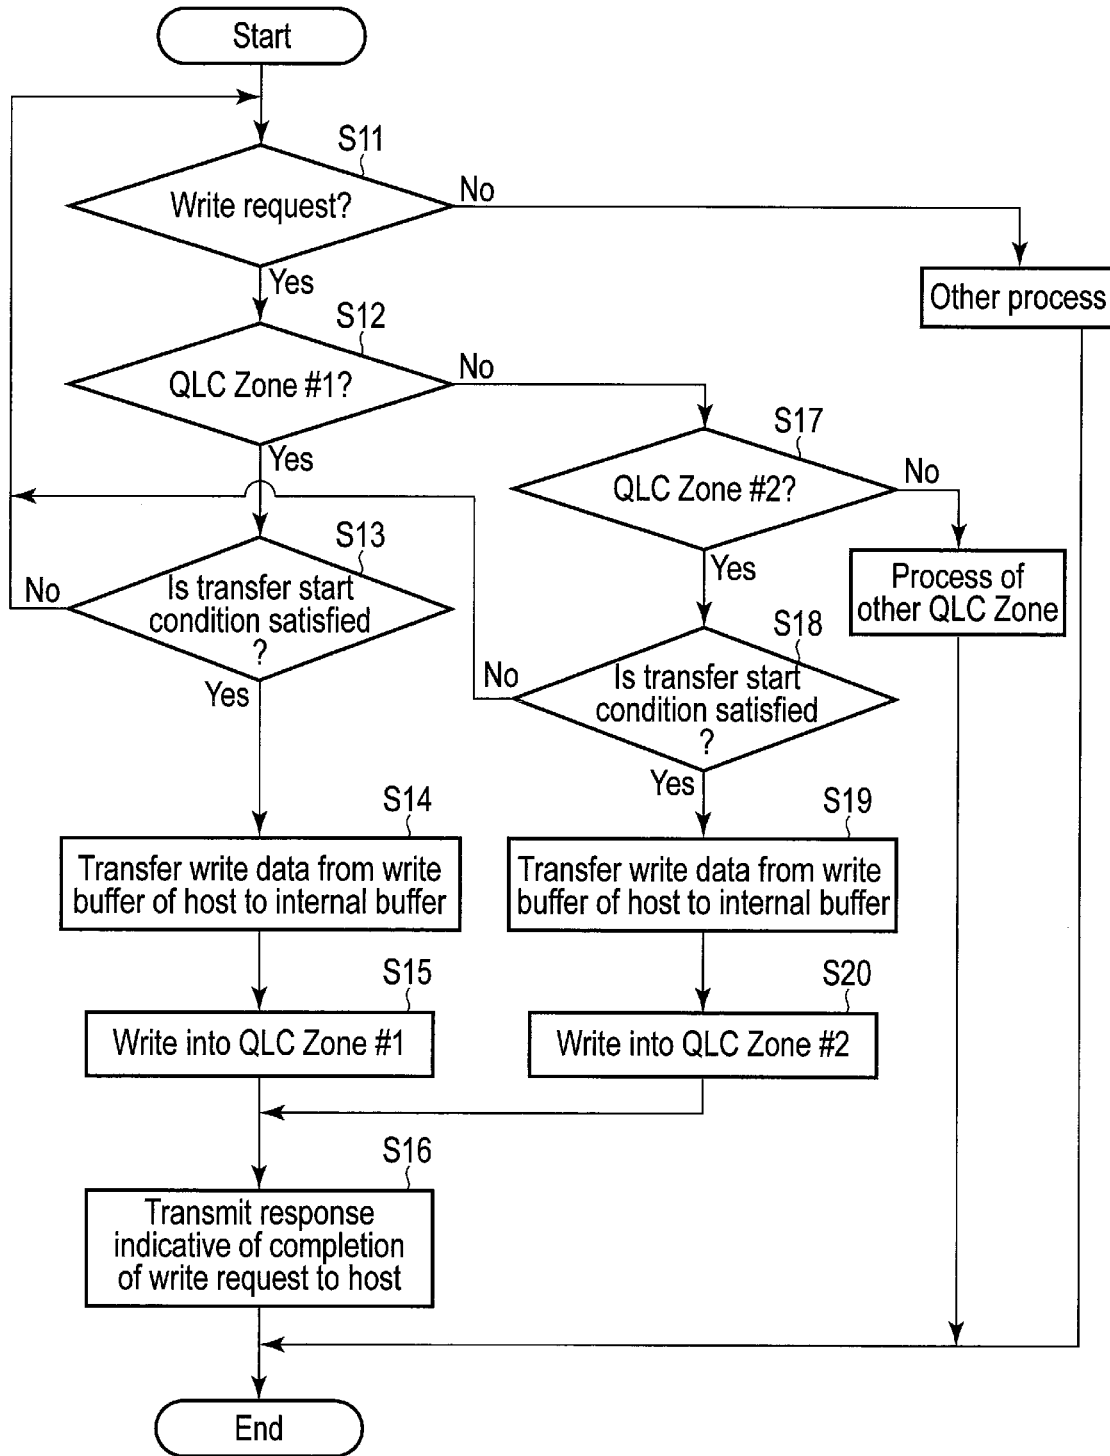 Start
S11
Write request?
No
Yes
Other process
S12
QLC Zone #1?
No
Yes
S17
QLC Zone #2?
No
Yes
Process of
other QLC Zone
S13
Is transfer start
condition satisfied
?
No
Yes
S18
Is transfer start
condition satisfied
?
No
Yes
S14
Transfer write data from write
buffer of host to internal buffer
S19
Transfer write data from write
buffer of host to internal buffer
S15
Write into QLC Zone #1
S20
Write into QLC Zone #2
S16
Transmit response
indicative of completion
of write request to host
End